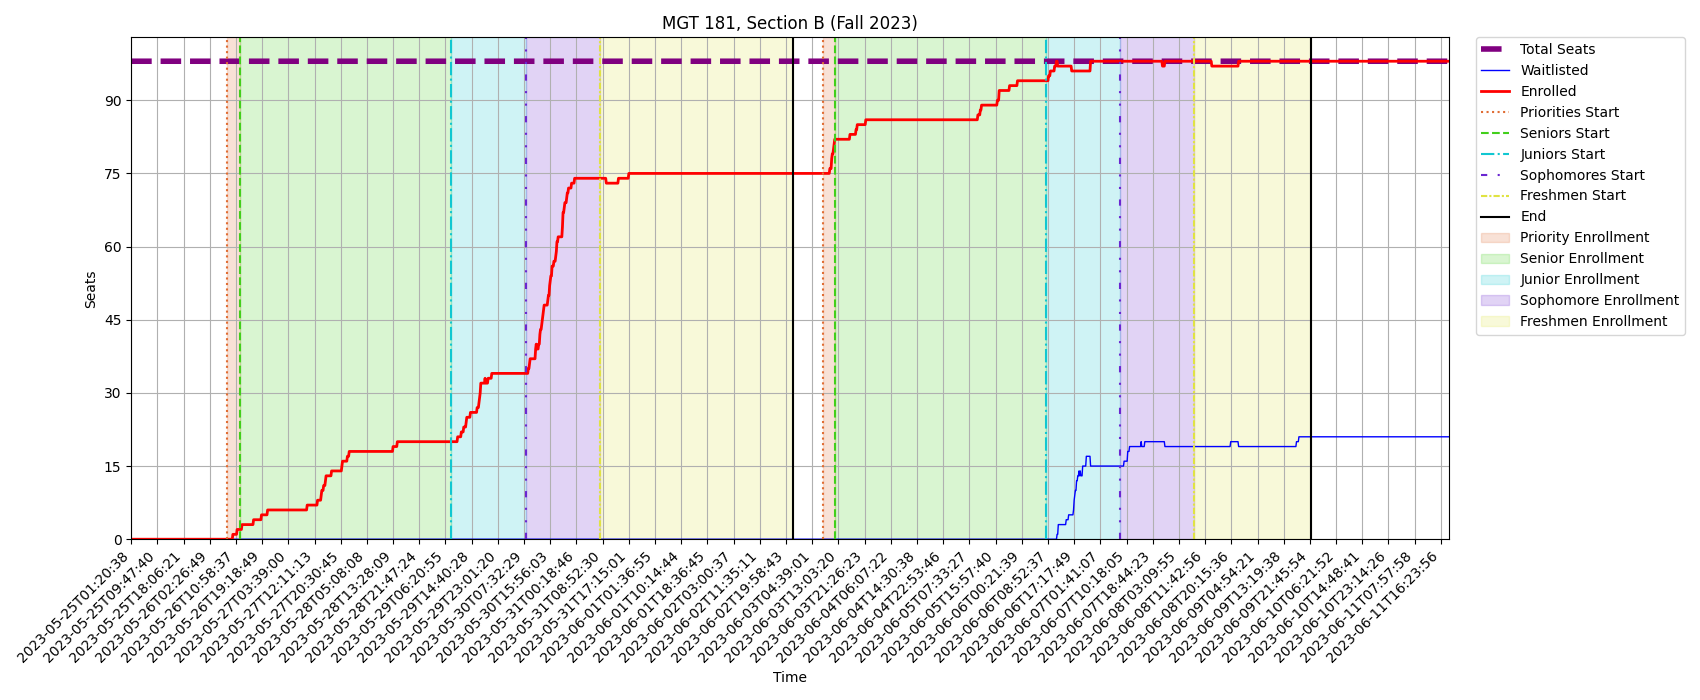 MGT 181, Section B (Fall 2023)
Total Seats
Waitlisted
Enrolled
Priorities Start
Seniors Start
Juniors Start
Sophomores Start
Freshmen Start
End
Priority Enrollment
Senior Enrollment
Junior Enrollment
Sophomore Enrollment
Freshmen Enrollment
Seats
90
75
60
45
30
15
0
2023-05-25T01:20:38
2023-05-25T09:47:40
2023-05-25T18:06:21
2023-05-26T02:26:49
2023-05-26T10:58:37
2023-05-26T19:18:49
2023-05-27T03:39:00
2023-05-27T12:11:13
2023-05-27T20:30:45
2023-05-28T05:08:08
2023-05-28T13:28:09
2023-05-28T21:47:24
2023-05-29T06:20:55
2023-05-29T14:40:28
2023-05-29T23:01:20
2023-05-30T07:32:29
2023-05-30T15:56:03
2023-05-31T00:18:46
2023-05-31T08:52:30
2023-05-31T17:15:01
2023-06-01T01:36:55
2023-06-01T10:14:44
2023-06-01T18:36:45
2023-06-02T03:00:37
2023-06-02T11:35:11
2023-06-02T19:58:43
2023-06-03T04:39:01
2023-06-03T13:03:20
2023-06-03T21:26:23
2023-06-04T06:07:22
2023-06-04T14:30:38
2023-06-04T22:53:46
2023-06-05T07:33:27
2023-06-05T15:57:40
2023-06-06T00:21:39
2023-06-06T08:52:37
2023-06-06T17:17:49
2023-06-07T01:41:07
2023-06-07T10:18:05
2023-06-07T18:44:23
2023-06-08T03:09:55
2023-06-08T11:42:56
2023-06-08T20:15:36
2023-06-09T04:54:21
2023-06-09T13:19:38
2023-06-09T21:45:54
2023-06-10T06:21:52
2023-06-10T14:48:41
2023-06-10T23:14:26
2023-06-11T07:57:58
2023-06-11T16:23:56
Time